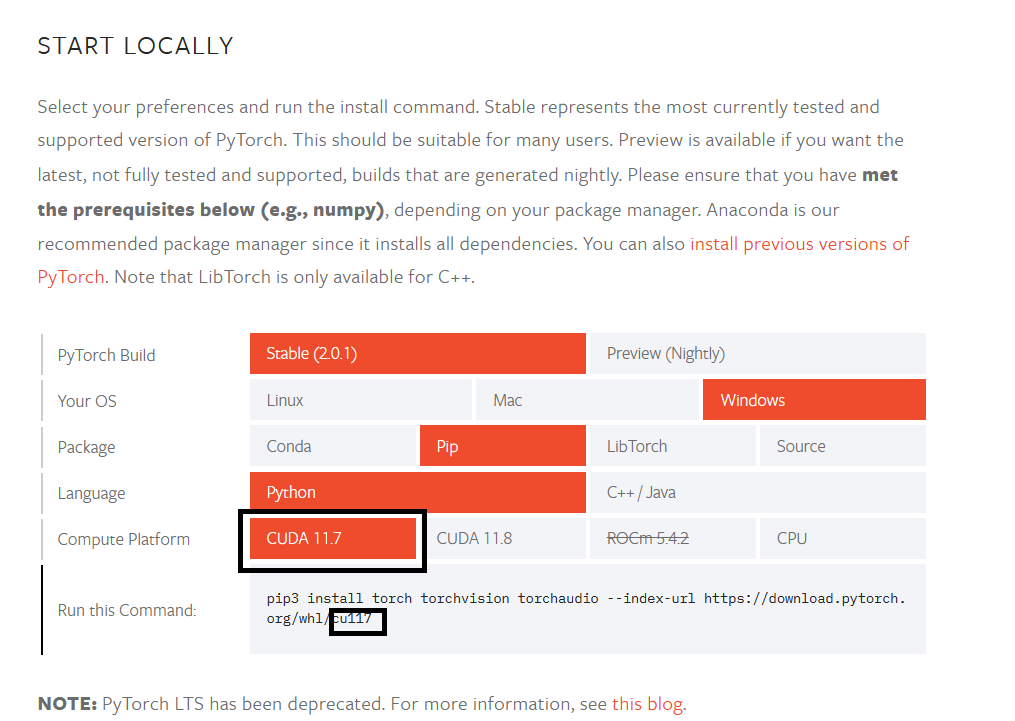 START LOCALLY
Select your preferences and run the install command. Stable represents the most currently tested and
supported version of PyTorch. This should be suitable for many users. Preview is available if you want the
latest, not fully tested and supported, builds that are generated nightly. Please ensure that you have met
the prerequisites below (e.g., numpy), depending on your package manager. Anaconda is our
recommended package manager since it installs all dependencies. You can also install previous versions of
PyTorch. Note that LibTorch is only available for C++.
PyTorch Build Stable (2.0.1) Preview (Nightly)
Your OS Linux Mac Windows
Package Conda Pip LibTorch Source
Language Python C++ / Java
Compute Platform CUDA 11.7 CUDA 11.8 ROCm 5.4.2 CPU
Run this Command: pip3 install torch torchvision torchaudio --index-url https://download.pytorch.
org/whl/cu117
NOTE: PyTorch LTS has been deprecated. For more information, see this blog.